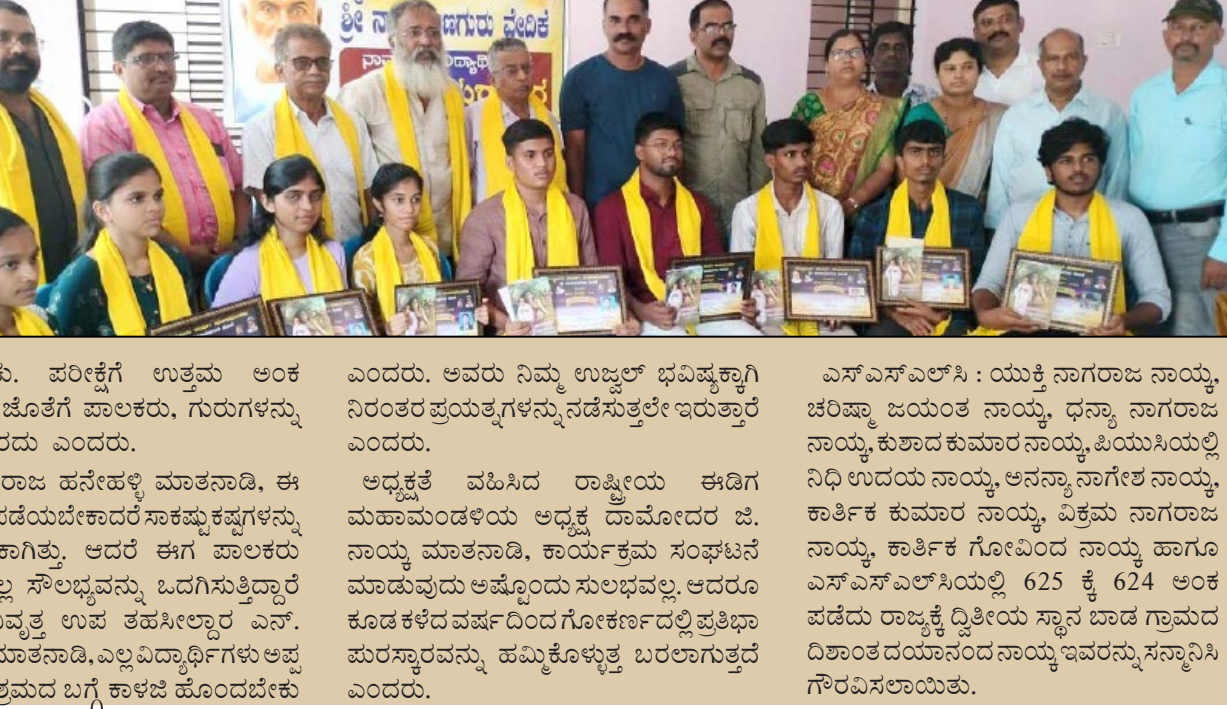 ಶ್ರೀ ನಾ ಣಗುರು ವೇದಿಕೆ
ಕು. ಪರೀಕ್ಷೆಗೆ ಉತ್ತಮ ಅಂಕ
ಜೊತೆಗೆ ಪಾಲಕರು, ಗುರುಗಳನ್ನು
ರದು ಎಂದರು.
ರಾಜ ಹನೇಹಳ್ಳಿ ಮಾತನಾಡಿ, ಈ
ಪಡೆಯಬೇಕಾದರೆ ಸಾಕಷ್ಟು ಕಷ್ಟಗಳನ್ನು
ಕಾಗಿತ್ತು. ಆದರೆ ಈಗ ಪಾಲಕರು
ಲ್ಲ ಸೌಲಭ್ಯವನ್ನು ಒದಗಿಸುತ್ತಿದ್ದಾರೆ
ನಿವೃತ್ತ ಉಪ ತಹಸೀಲ್ದಾರ ಎನ್.
ಮಾತನಾಡಿ, ಎಲ್ಲ ವಿದ್ಯಾರ್ಥಿಗಳು ಅಪ್ಪ
ಶ್ರಮದ ಬಗ್ಗೆ ಕಾಳಜಿ ಹೊಂದಬೇಕು
ಎಂದರು. ಅವರು ನಿಮ್ಮ ಉಜ್ವಲ್ ಭವಿಷ್ಯಕ್ಕಾಗಿ
ನಿರಂತರ ಪ್ರಯತ್ನಗಳನ್ನು ನಡೆಸುತ್ತಲೇ ಇರುತ್ತಾರೆ
ಎಂದರು.
ಅಧ್ಯಕ್ಷತೆ ವಹಿಸಿದ ರಾಷ್ಟ್ರೀಯ ಈಡಿಗ
ಮಹಾಮಂಡಳಿಯ ಅಧ್ಯಕ್ಷ ದಾಮೋದರ ಜಿ.
ನಾಯ್ಕ ಮಾತನಾಡಿ, ಕಾರ್ಯಕ್ರಮ ಸಂಘಟನೆ
ಮಾಡುವುದು ಅಷ್ಟೊಂದು ಸುಲಭವಲ್ಲ. ಆದರೂ
ಕೂಡ ಕಳೆದ ವರ್ಷದಿಂದ ಗೋಕರ್ಣದಲ್ಲಿ ಪ್ರತಿಭಾ
ಪುರಸ್ಕಾರವನ್ನು ಹಮ್ಮಿಕೊಳ್ಳುತ್ತ ಬರಲಾಗುತ್ತದೆ
ಎಂದರು.
ಎಸ್ಎಸ್ಎಲ್‌ಸಿ : ಯುಕ್ತಿ ನಾಗರಾಜ ನಾಯ್ಕ,
ಚರಿಷ್ಮಾ ಜಯಂತ ನಾಯ್ಕ, ಧನ್ಯಾ ನಾಗರಾಜ
ನಾಯ್ಕ, ಕುಶಾದ ಕುಮಾರ ನಾಯ್ಕ, ಪಿಯುಸಿಯಲ್ಲಿ
ನಿಧಿ ಉದಯ ನಾಯ್ಕ, ಅನನ್ಯಾ ನಾಗೇಶ ನಾಯ್ಕ,
ಕಾರ್ತಿಕ ಕುಮಾರ ನಾಯ್ಕ, ವಿಕ್ರಮ ನಾಗರಾಜ
ನಾಯ್ಕ, ಕಾರ್ತಿಕ ಗೋವಿಂದ ನಾಯ್ಕ ಹಾಗೂ
ಎಸ್ಎಸ್ಎಲ್‌ಸಿಯಲ್ಲಿ 625 ಕ್ಕೆ 624 ಅಂಕ
ಪಡೆದು ರಾಜ್ಯಕ್ಕೆ ದ್ವಿತೀಯ ಸ್ಥಾನ ಬಾಡ ಗ್ರಾಮದ
ದಿಶಾಂತ ದಯಾನಂದ ನಾಯ್ಕ ಇವರನ್ನು ಸನ್ಮಾನಿಸಿ
ಗೌರವಿಸಲಾಯಿತು.